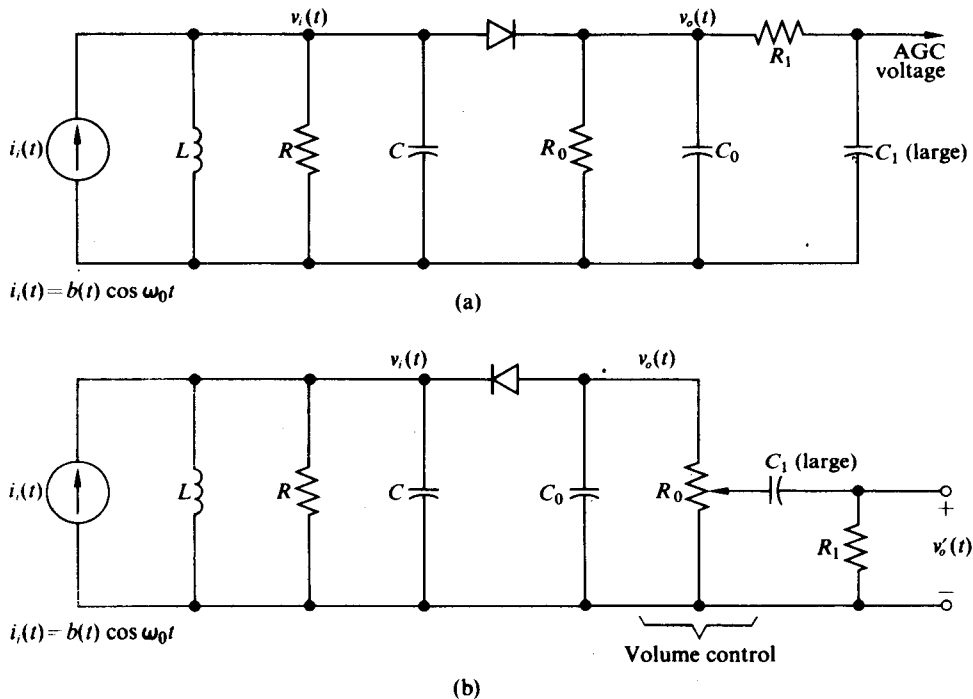 vᵢ(t)
vₒ(t)
R₁
AGC
voltage
iᵢ(t)
L
R
C
R₀
C₀
C₁ (large)
iᵢ(t) = b(t) cos ω₀t
(a)
vᵢ(t)
vₒ(t)
C₁ (large)
iᵢ(t)
L
R
C
C₀
R₀
+
R₁
vₒ′(t)
−
iᵢ(t) = b(t) cos ω₀t
Volume control
(b)